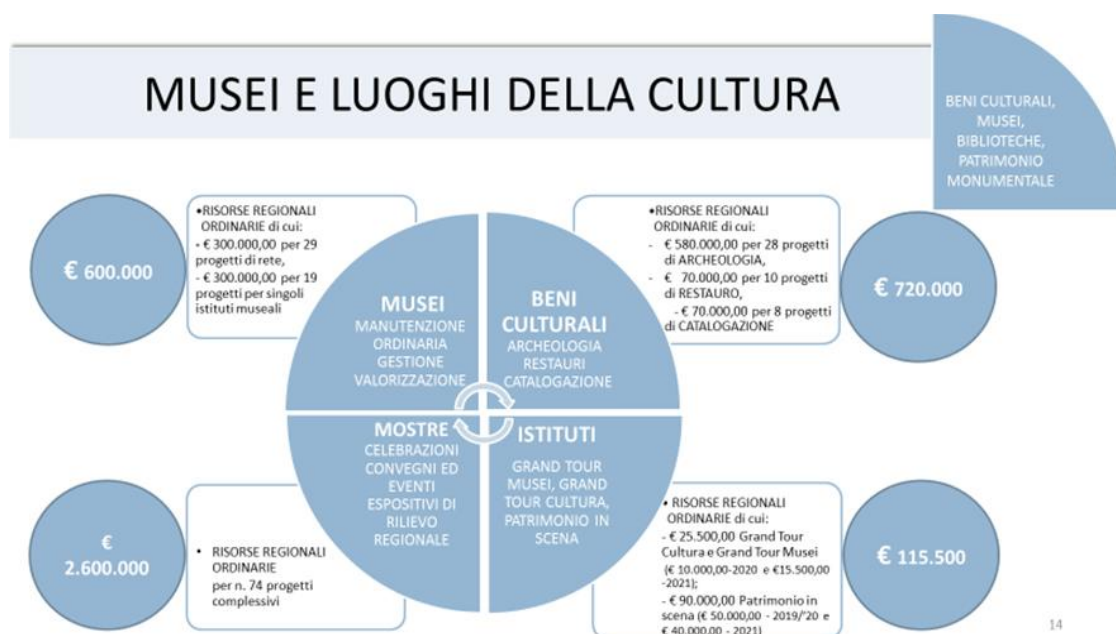 MUSEI E LUOGHI DELLA CULTURA
BENI CULTURALI,
MUSEI,
BIBLIOTECHE,
PATRIMONIO
MONUMENTALE
€ 600.000
•RISORSE REGIONALI
ORDINARIE di cui:
- € 300.000,00 per 29
progetti di rete,
- € 300.000,00 per 19
progetti per singoli
istituti museali
MUSEI
MANUTENZIONE
ORDINARIA
GESTIONE
VALORIZZAZIONE
BENI
CULTURALI
ARCHEOLOGIA
RESTAURI
CATALOGAZIONE
•RISORSE REGIONALI
ORDINARIE di cui:
- € 580.000,00 per 28 progetti
di ARCHEOLOGIA,
- € 70.000,00 per 10 progetti
di RESTAURO,
- € 70.000,00 per 8 progetti
di CATALOGAZIONE
€ 720.000
€
2.600.000
• RISORSE REGIONALI
ORDINARIE
per n. 74 progetti
complessivi
MOSTRE
CELEBRAZIONI
CONVEGNI ED
EVENTI
ESPOSITIVI DI
RILIEVO
REGIONALE
ISTITUTI
GRAND TOUR
MUSEI, GRAND
TOUR CULTURA,
PATRIMONIO IN
SCENA
• RISORSE REGIONALI
ORDINARIE di cui:
- € 25.500,00 Grand Tour
Cultura e Grand Tour Musei
(€ 10.000,00-2020 e €15.500,00
-2021);
- € 90.000,00 Patrimonio in
scena (€ 50.000,00 - 2019/'20 e
€ 40.000,00 - 2021)
€ 115.500
14